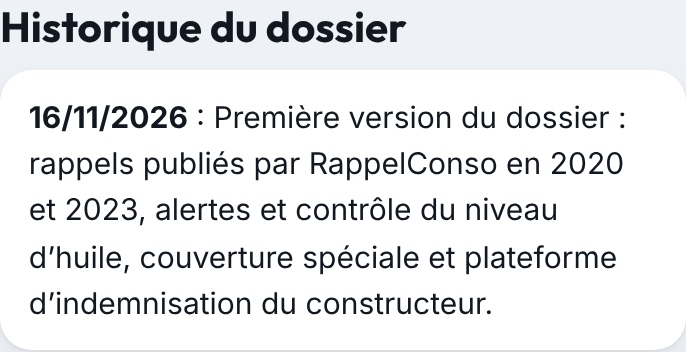 Historique du dossier
16/11/2026 : Première version du dossier :
rappels publiés par RappelConso en 2020
et 2023, alertes et contrôle du niveau
d’huile, couverture spéciale et plateforme
d’indemnisation du constructeur.